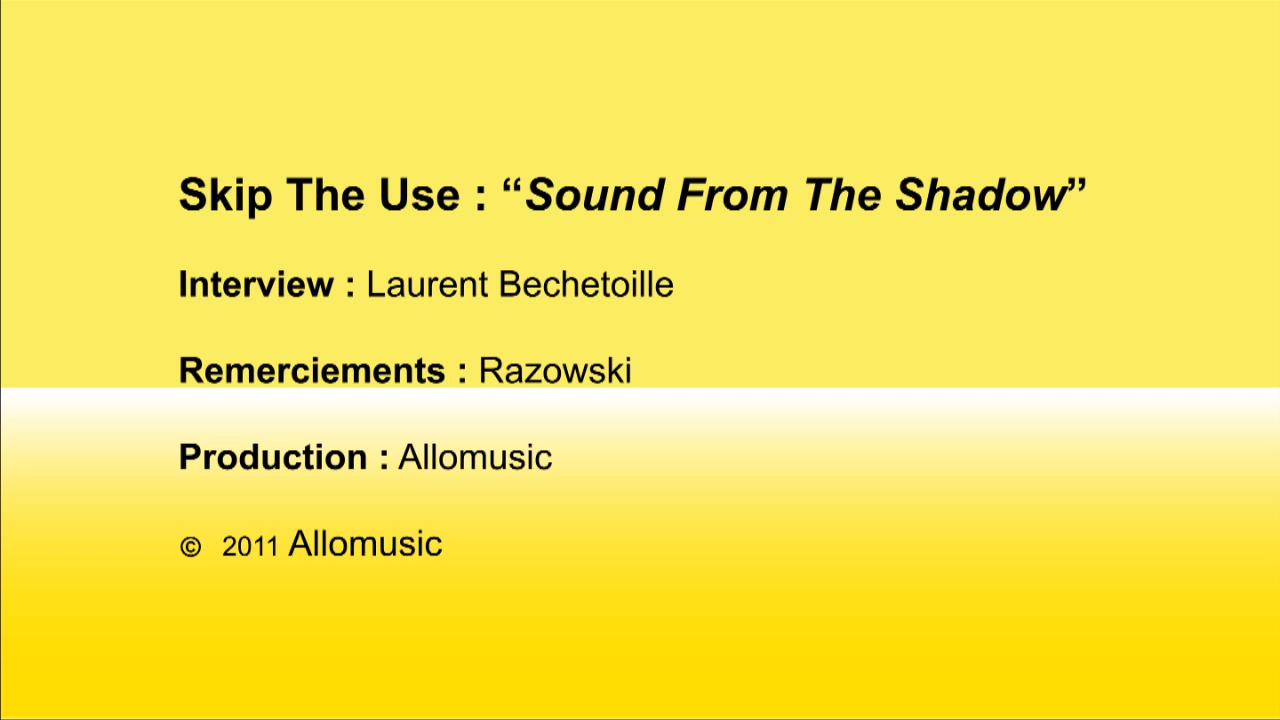 Skip The Use : “Sound From The Shadow”
Interview : Laurent Bechetoille
Remerciements : Razowski
Production : Allomusic
© 2011 Allomusic